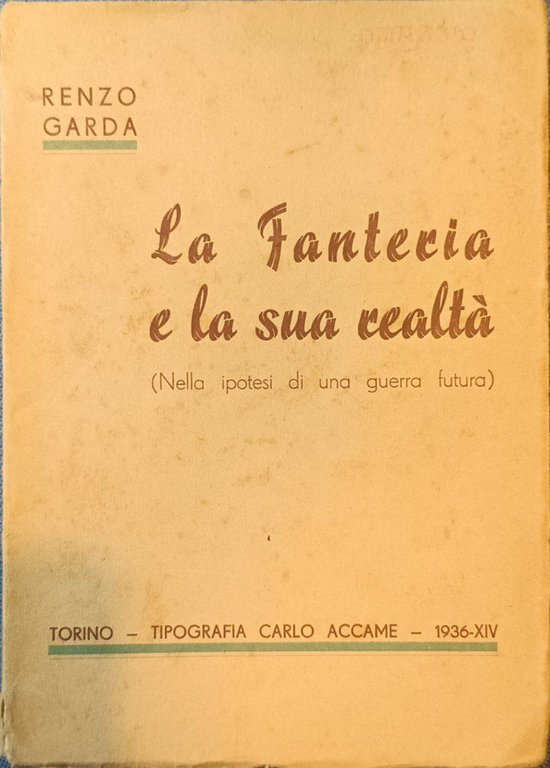 RENZO
GARDA
La Fanteria
e la sua realtà
(Nella ipotesi di una guerra futura)
TORINO – TIPOGRAFIA CARLO ACCAME – 1936-XIV